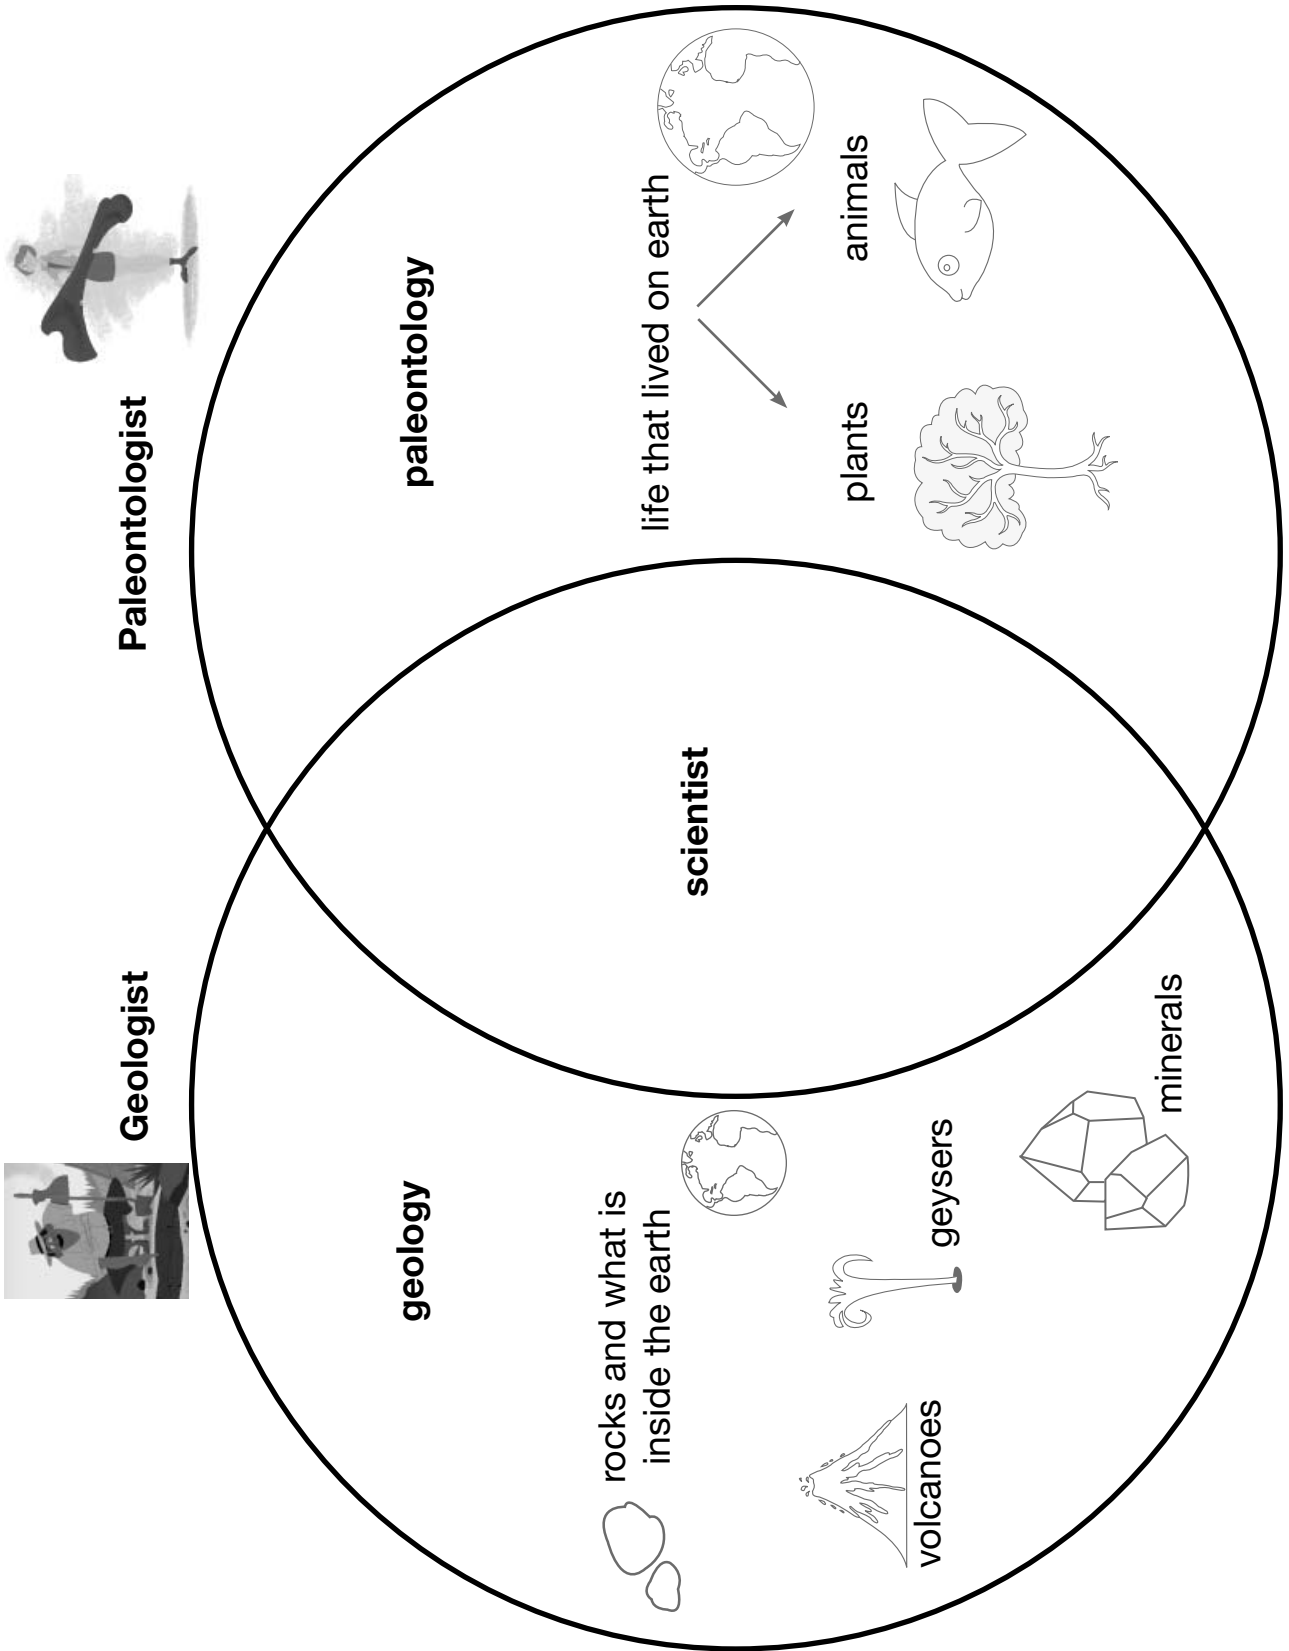 Geologist
Paleontologist
geology
rocks and what is
inside the earth
volcanoes
geysers
minerals
scientist
paleontology
life that lived on earth
plants
animals